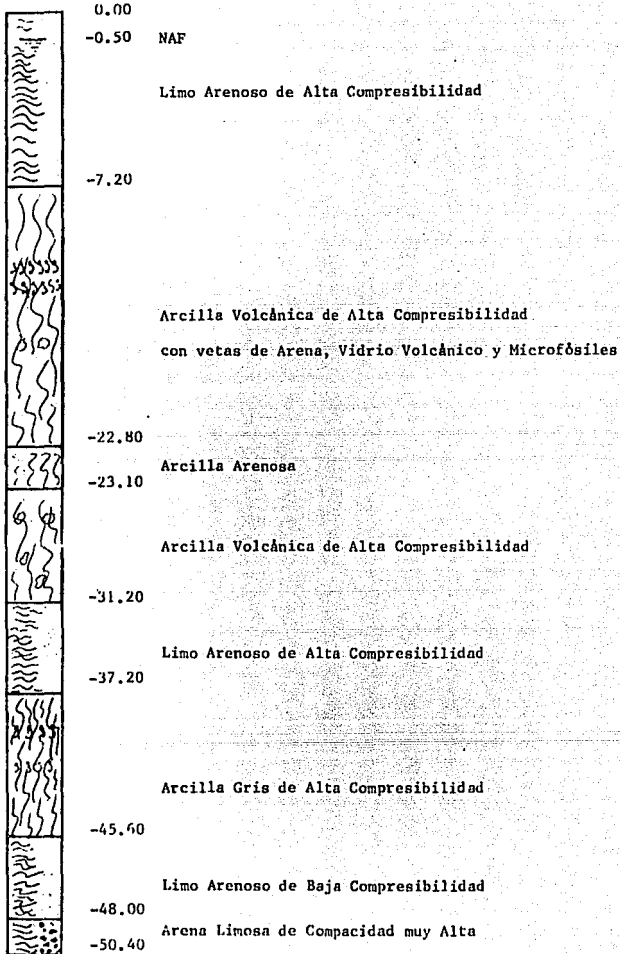 0.00
-0.50 NAF
Limo Arenoso de Alta Compresibilidad
-7.20
Arcilla Volcánica de Alta Compresibilidad
con vetas de Arena, Vidrio Volcánico y Microfósiles
-22.80
Arcilla Arenosa
-23.10
Arcilla Volcánica de Alta Compresibilidad
-31.20
Limo Arenoso de Alta Compresibilidad
-37.20
Arcilla Gris de Alta Compresibilidad
-45.60
Limo Arenoso de Baja Compresibilidad
-48.00
Arena Limosa de Compacidad muy Alta
-50.40